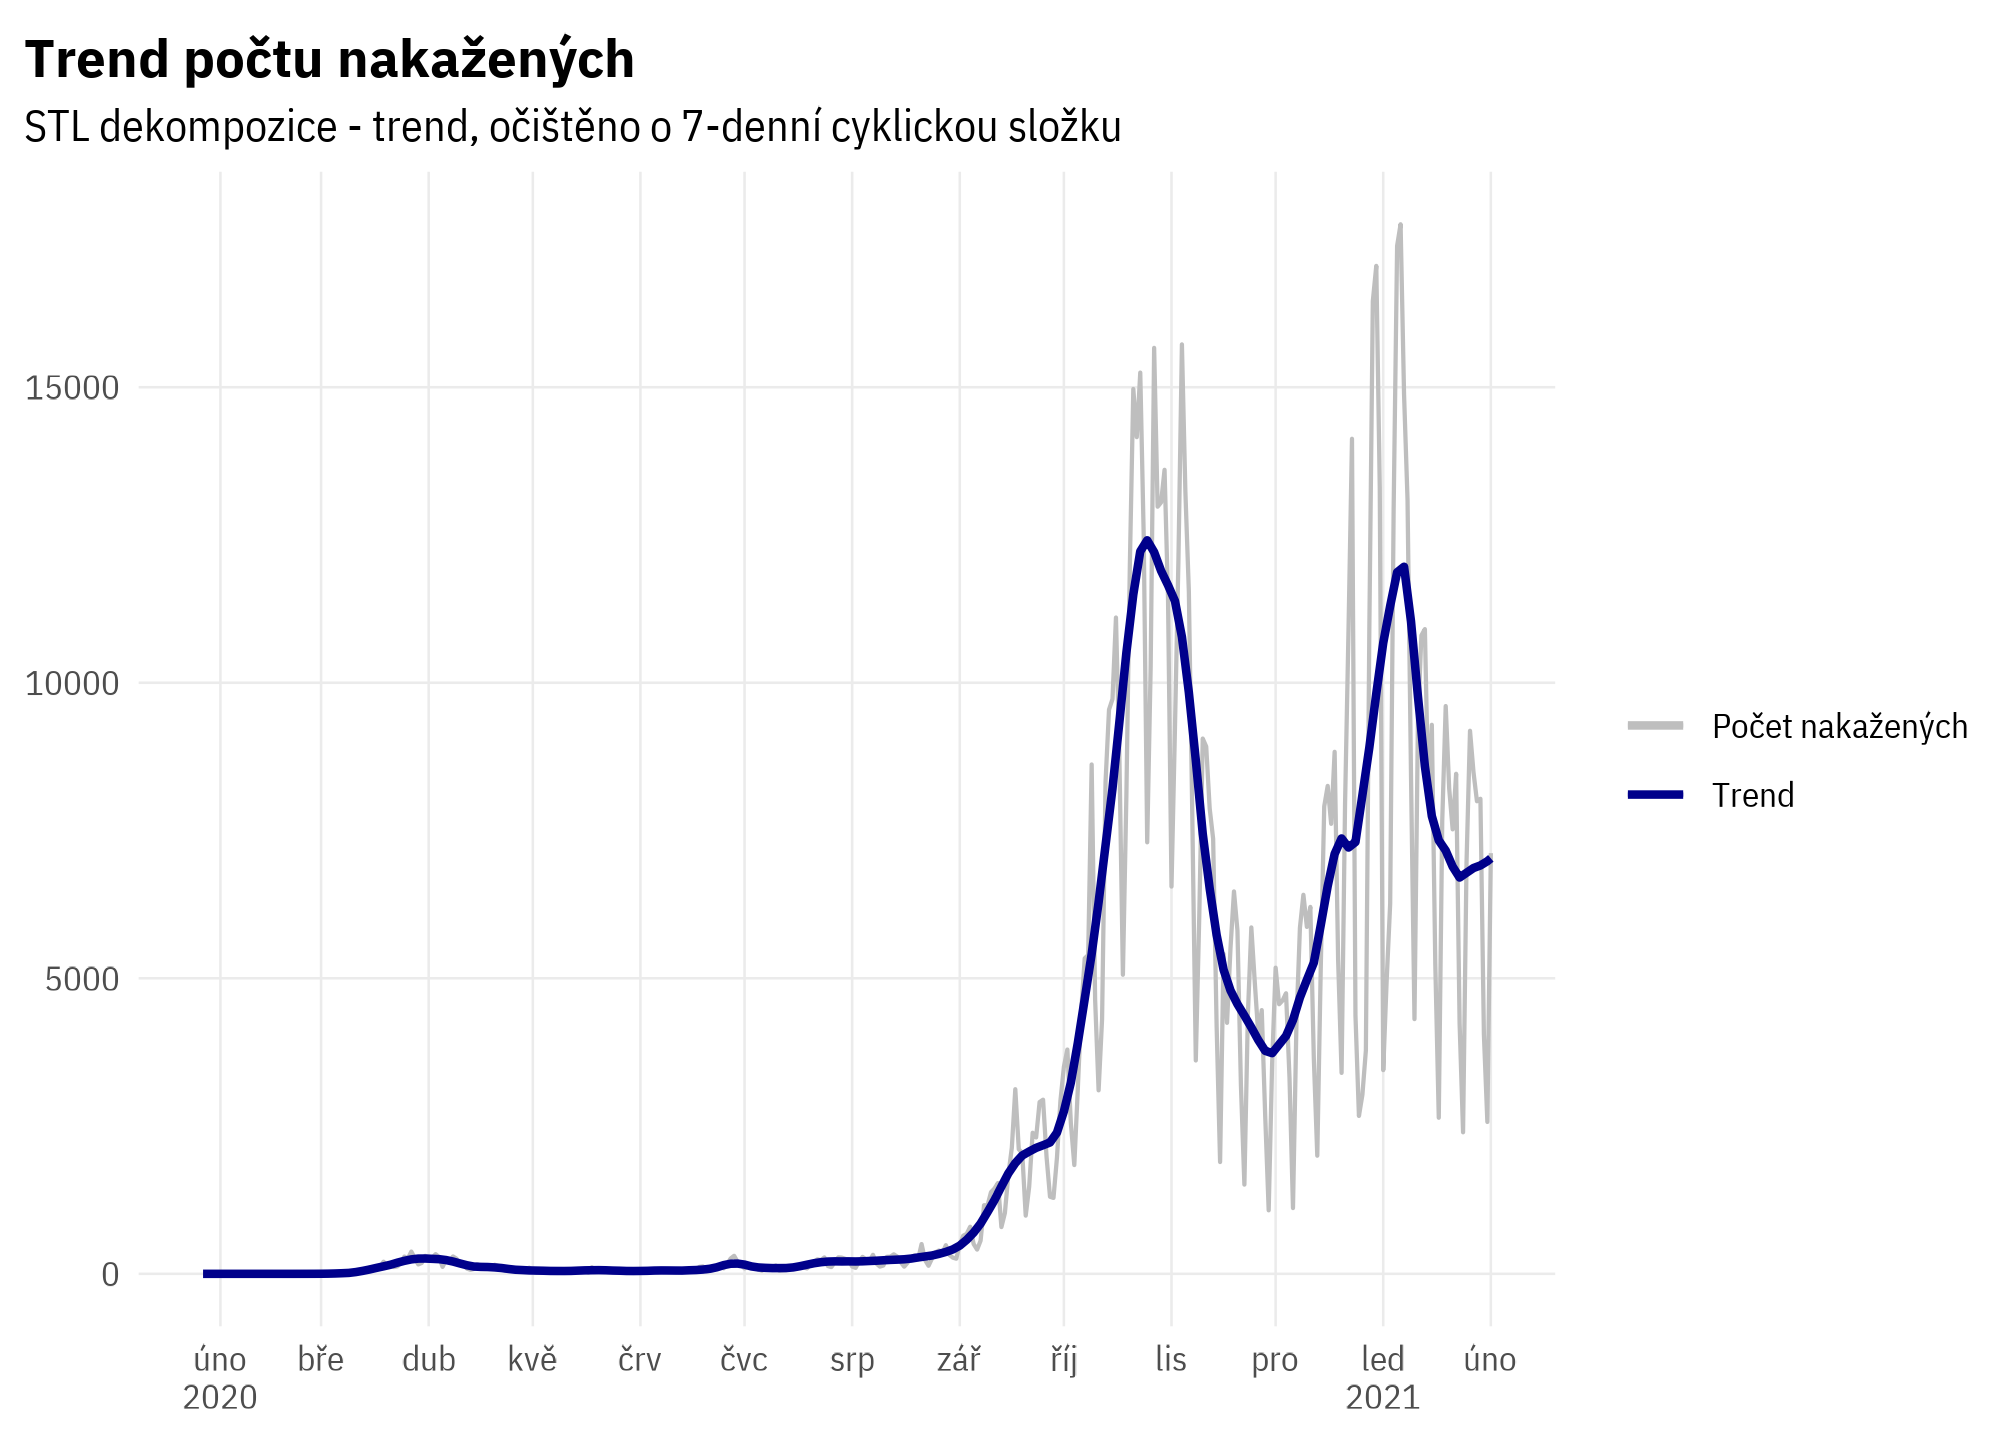 Trend počtu nakažených
STL dekompozice - trend, očištěno o 7-denní cyklickou složku
15000
10000
5000
0
Počet nakažených
Trend
úno bře dub kvě črv čvc srp zář říj lis pro led úno
2020 2021